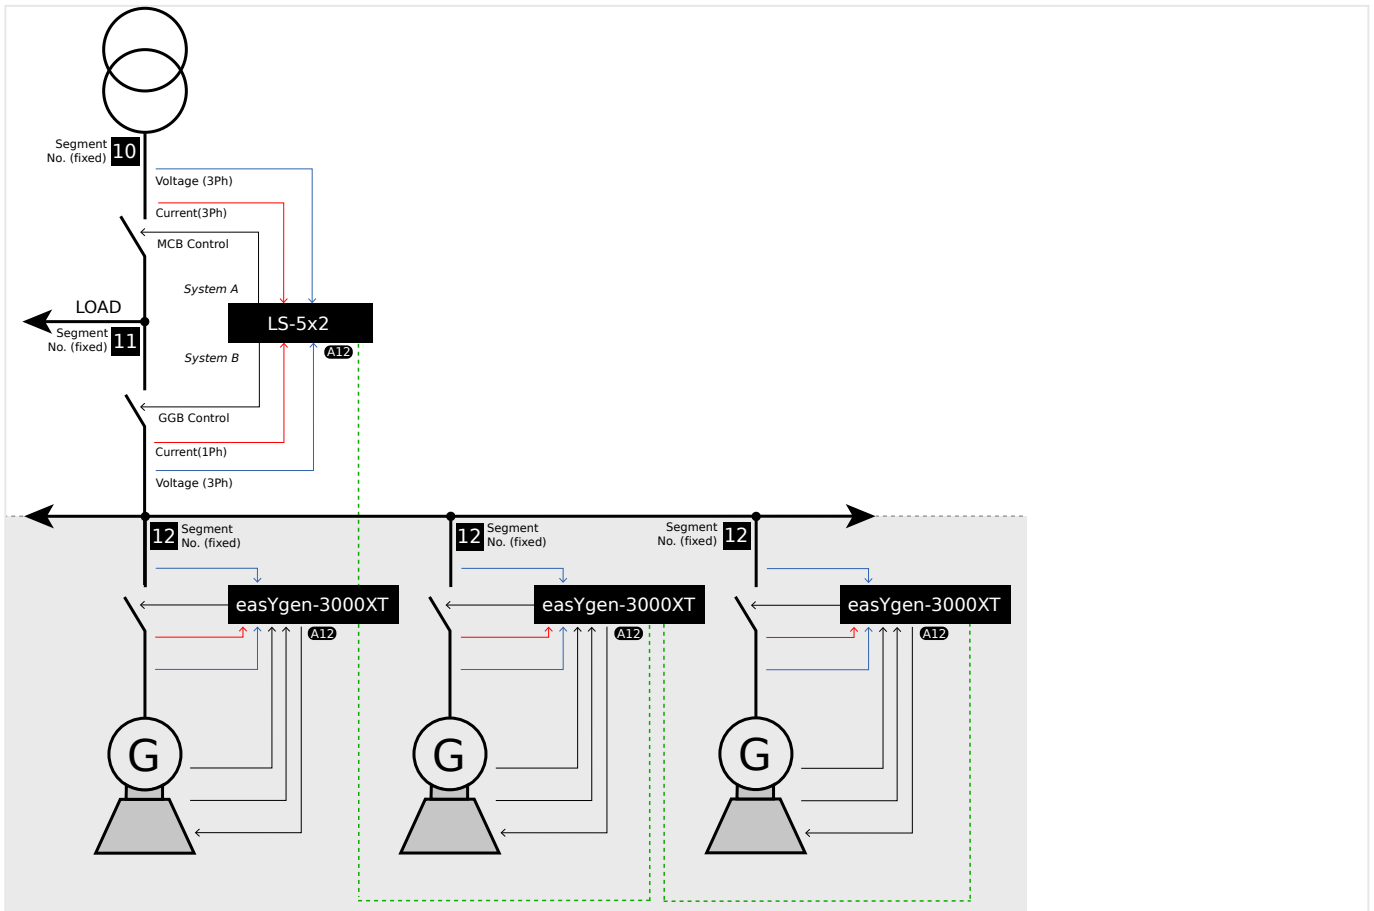 Segment
No. (fixed)
10
Voltage (3Ph)
Current(3Ph)
MCB Control
System A
LOAD
LS-5x2
Segment
No. (fixed)
11
A12
System B
GGB Control
Current(1Ph)
Voltage (3Ph)
12
Segment
No. (fixed)
12
Segment
No. (fixed)
Segment
No. (fixed)
12
easYgen-3000XT
easYgen-3000XT
easYgen-3000XT
A12
A12
A12
G
G
G